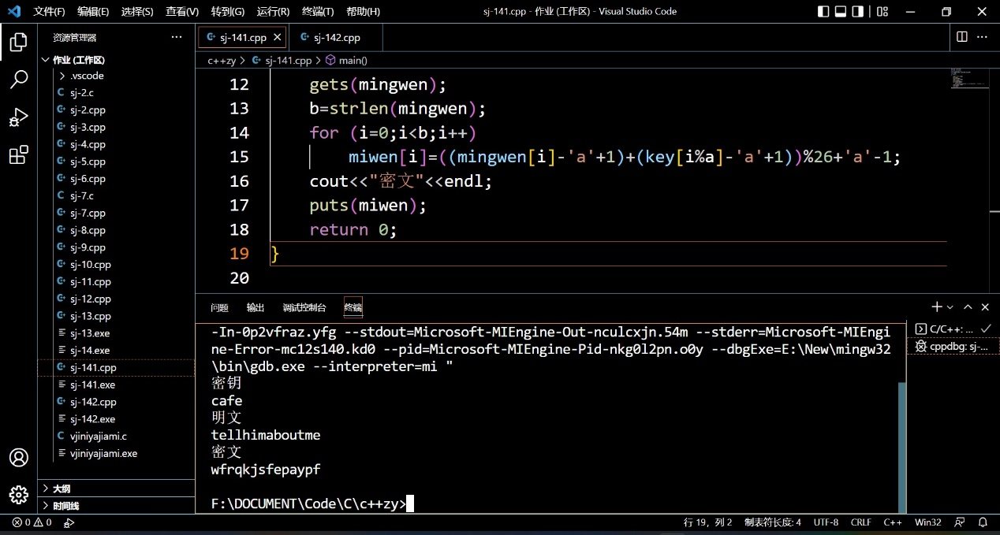 文件(F) 编辑(E) 选择(S) 查看(V) 转到(G) 运行(R) 终端(T) 帮助(H) sj-141.cpp - 作业 (工作区) - Visual Studio Code
资源管理器 ···
作业 (工作区)
.vscode
C sj-2.c
sj-2.cpp
sj-3.cpp
sj-4.cpp
sj-5.cpp
sj-6.cpp
C sj-7.c
sj-7.cpp
sj-8.cpp
sj-9.cpp
sj-10.cpp
sj-11.cpp
sj-12.cpp
sj-13.cpp
sj-13.exe
sj-14.exe
sj-141.cpp
sj-141.exe
sj-142.cpp
sj-142.exe
C vjiniyajiami.c
vjiniyajiami.exe
大纲
时间线
sj-141.cpp sj-142.cpp
c++zy > sj-141.cpp > main()
12 gets(mingwen);
13 b=strlen(mingwen);
14 for (i=0;i<b;i++)
15 miwen[i]=((mingwen[i]-'a'+1)+(key[i%a]-'a'+1))%26+'a'-1;
16 cout<<"密文"<<endl;
17 puts(miwen);
18 return 0;
19 }
20
问题 输出 调试控制台 终端
-In-0p2vfraz.yfg --stdout=Microsoft-MIEngine-Out-nculcxjn.54m --stderr=Microsoft-MIEngi
ne-Error-mc12s140.kd0 --pid=Microsoft-MIEngine-Pid-nkg0l2pn.o0y --dbgExe=E:\New\mingw32
\bin\gdb.exe --interpreter=mi "
密钥
cafe
明文
tellhimaboutme
密文
wfrqkjsfepaypf
F:\DOCUMENT\Code\C\c++zy>
C/C++: ...
cppdbg: sj-...
0 0 行 19，列 2 制表符长度: 4 UTF-8 CRLF C++ Win32